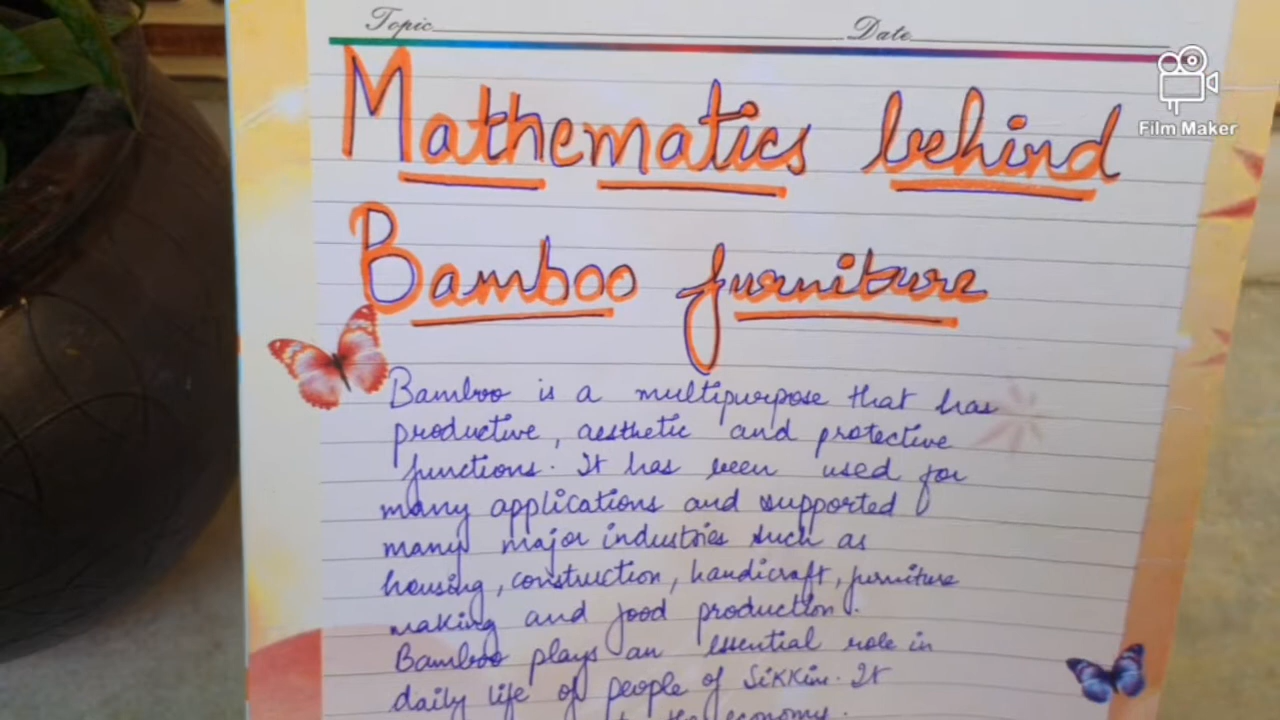 Topic Date
Film Maker
Mathematics behind
Bamboo furniture
Bamboo is a multipurpose that has
productive, aesthetic and protective
functions. It has been used for
many applications and supported
many major industries such as
housing, construction, handicraft, furniture
making and food production.
Bamboo plays an essential role in
daily life of people of Sikkim. It
the economy.